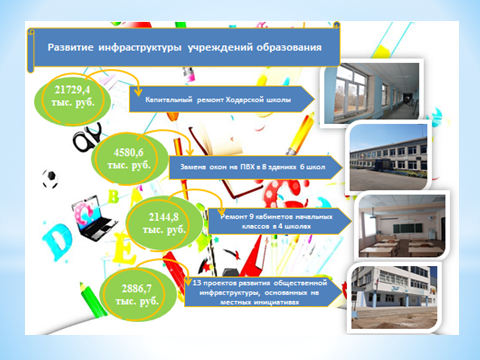 Развитие инфраструктуры учреждений образования
21729,4
тыс. руб.
Капитальный ремонт Ходарской школы
4580,6
тыс. руб.
Замена окон на ПВХ в 8 зданиях 6 школ
2144,8
тыс. руб.
Ремонт 9 кабинетов начальных
классов в 4 школах
2886,7
тыс. руб.
13 проектов развития общественной
инфраструктуры, основанных на
местных инициативах